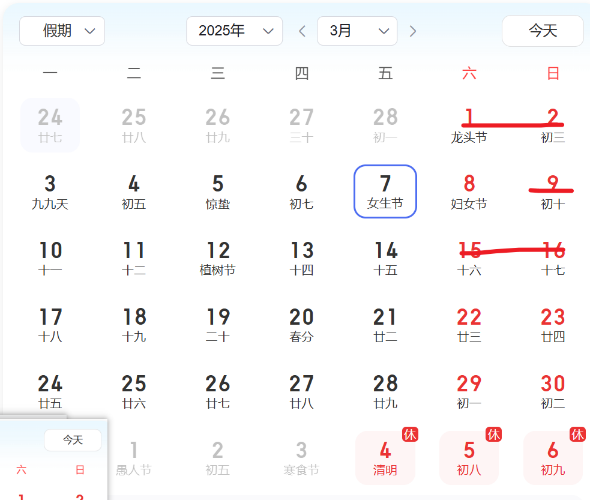 假期 2025年 3月 今天
一 二 三 四 五 六 日
24 25 26 27 28 1 2
廿七 廿八 廿九 三十 初一 龙头节 初三
3 4 5 6 7 8 9
九九天 初五 惊蛰 初七 女生节 妇女节 初十
10 11 12 13 14 15 16
十一 十二 植树节 十四 十五 十六 十七
17 18 19 20 21 22 23
十八 十九 二十 春分 廿二 廿三 廿四
24 25 26 27 28 29 30
廿五 廿六 廿七 廿八 廿九 初一 初二
休 休 休
1 2 3 4 5 6
愚人节 初五 寒食节 清明 初八 初九
今天
六 日
1 2